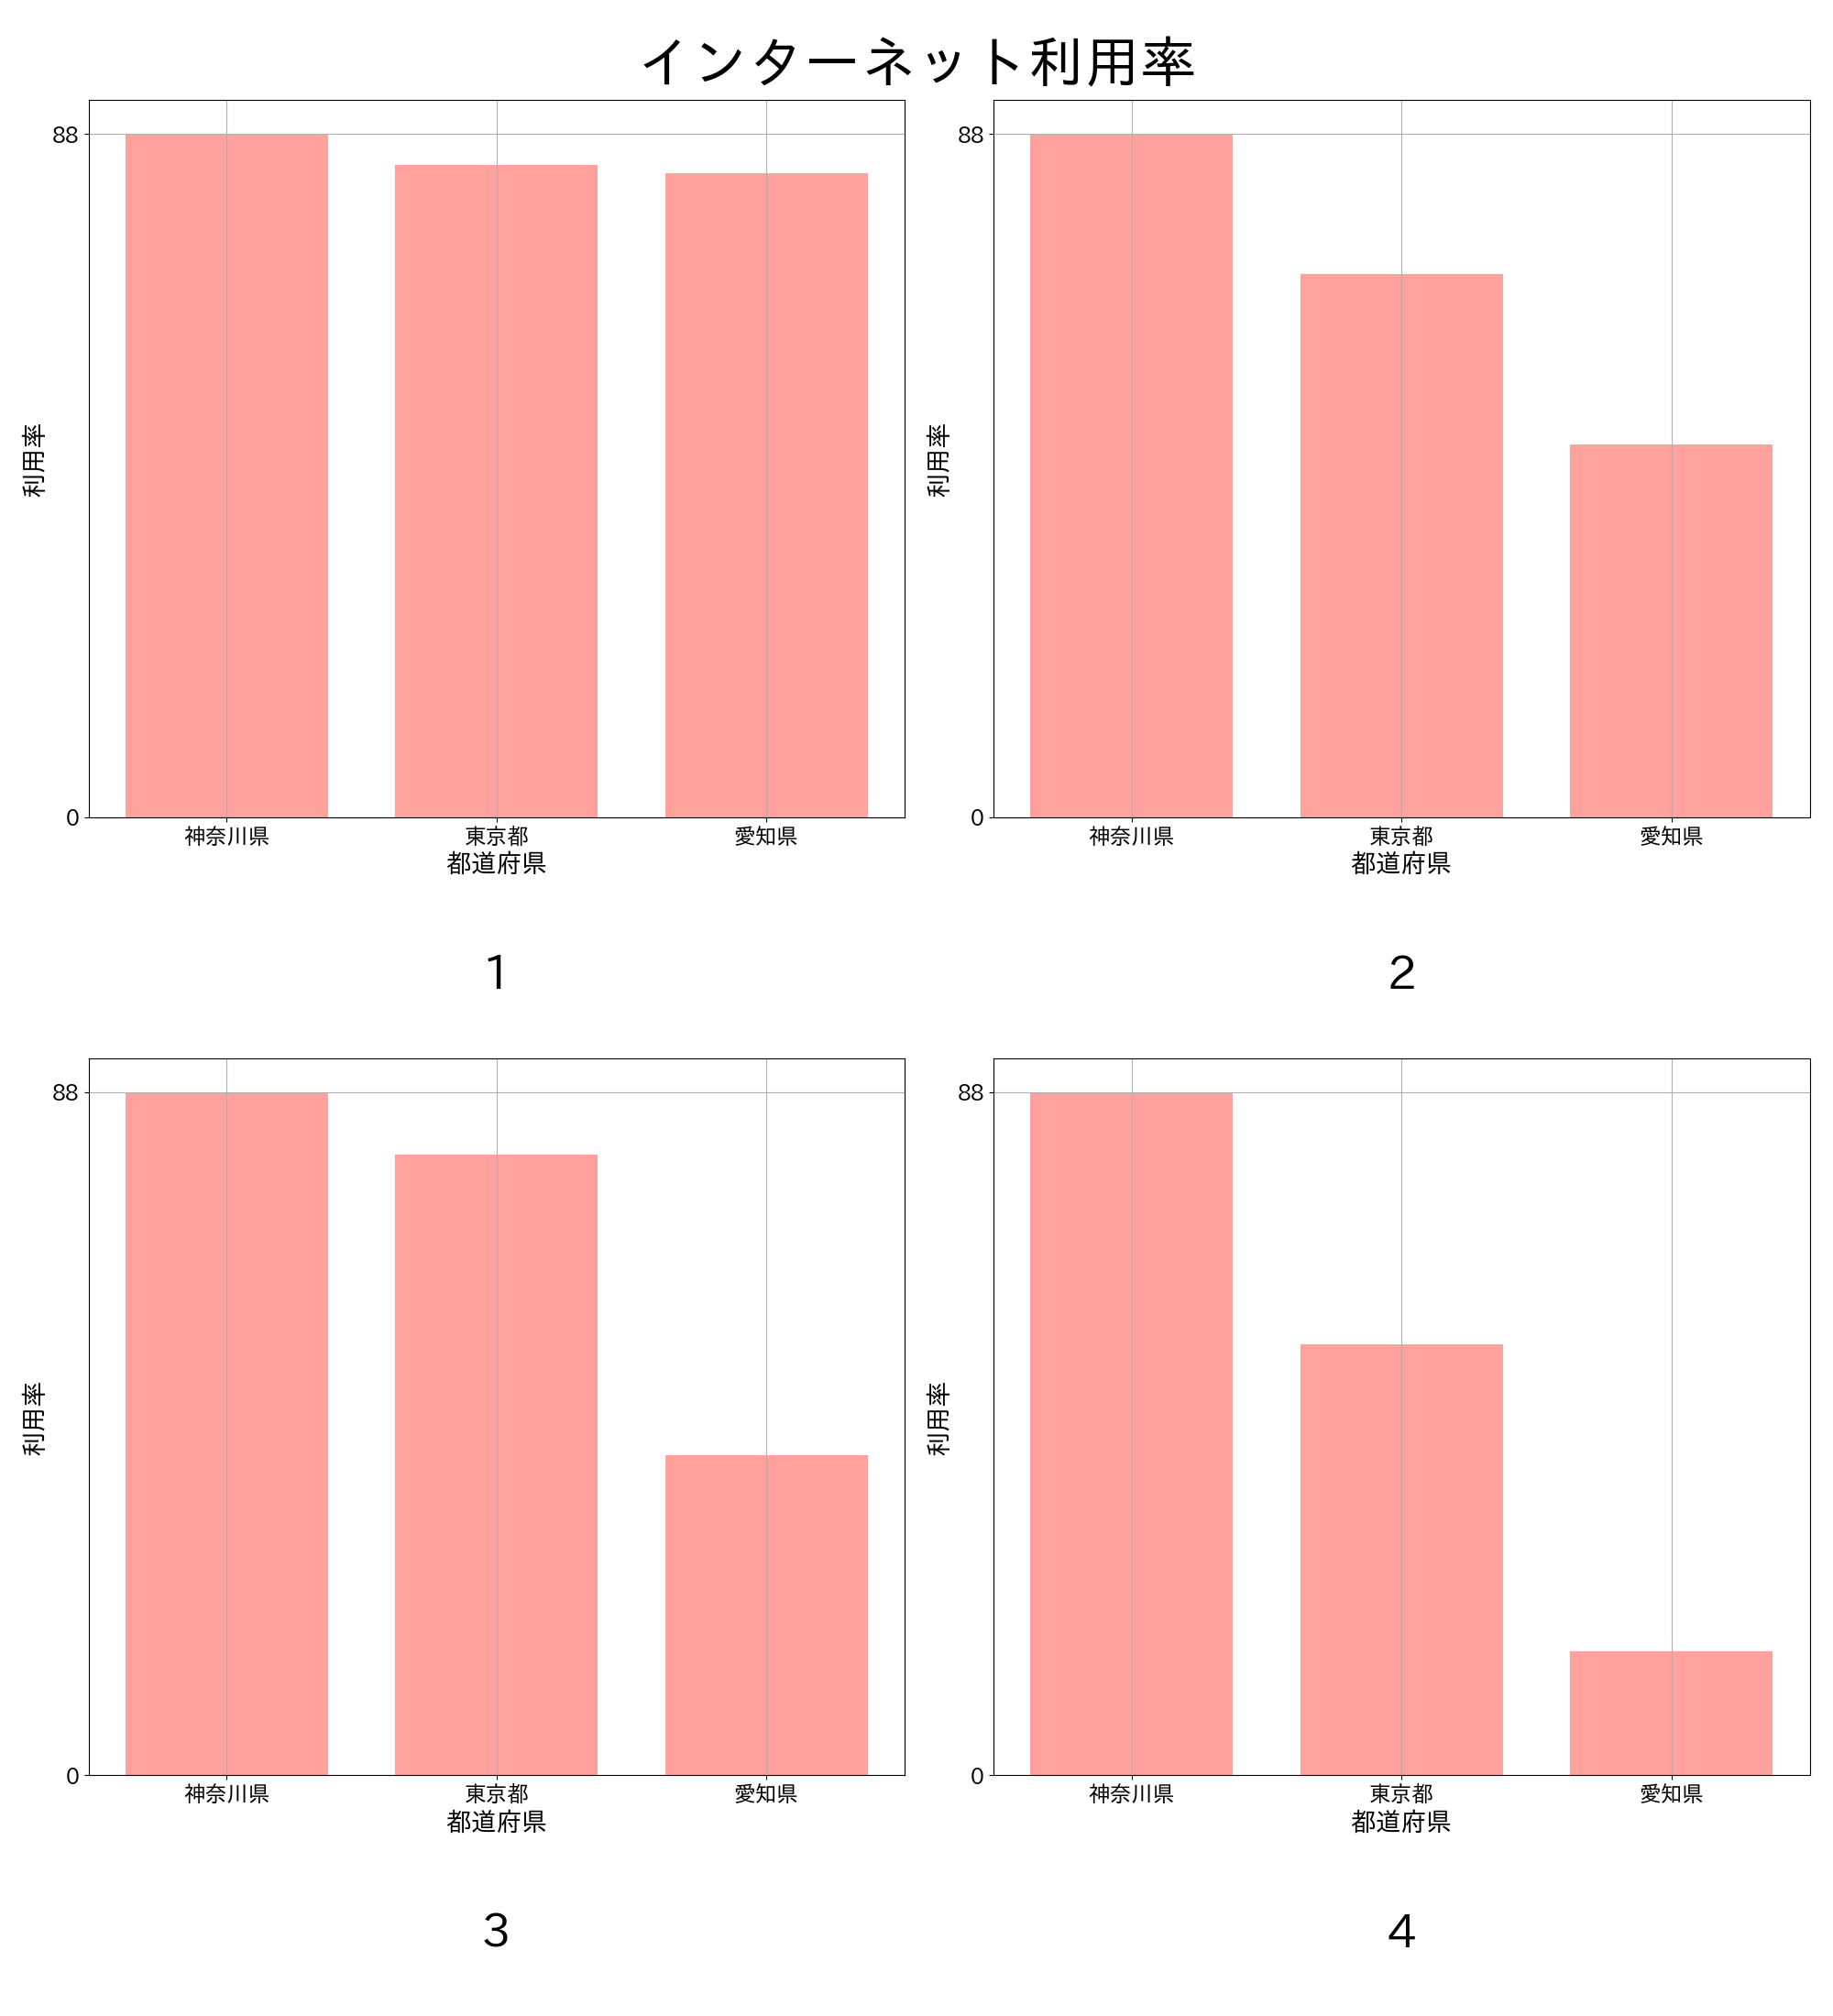 インターネット利用率
88
0
利用率
神奈川県 東京都 愛知県
都道府県
1
88
0
利用率
神奈川県 東京都 愛知県
都道府県
2
88
0
利用率
神奈川県 東京都 愛知県
都道府県
3
88
0
利用率
神奈川県 東京都 愛知県
都道府県
4